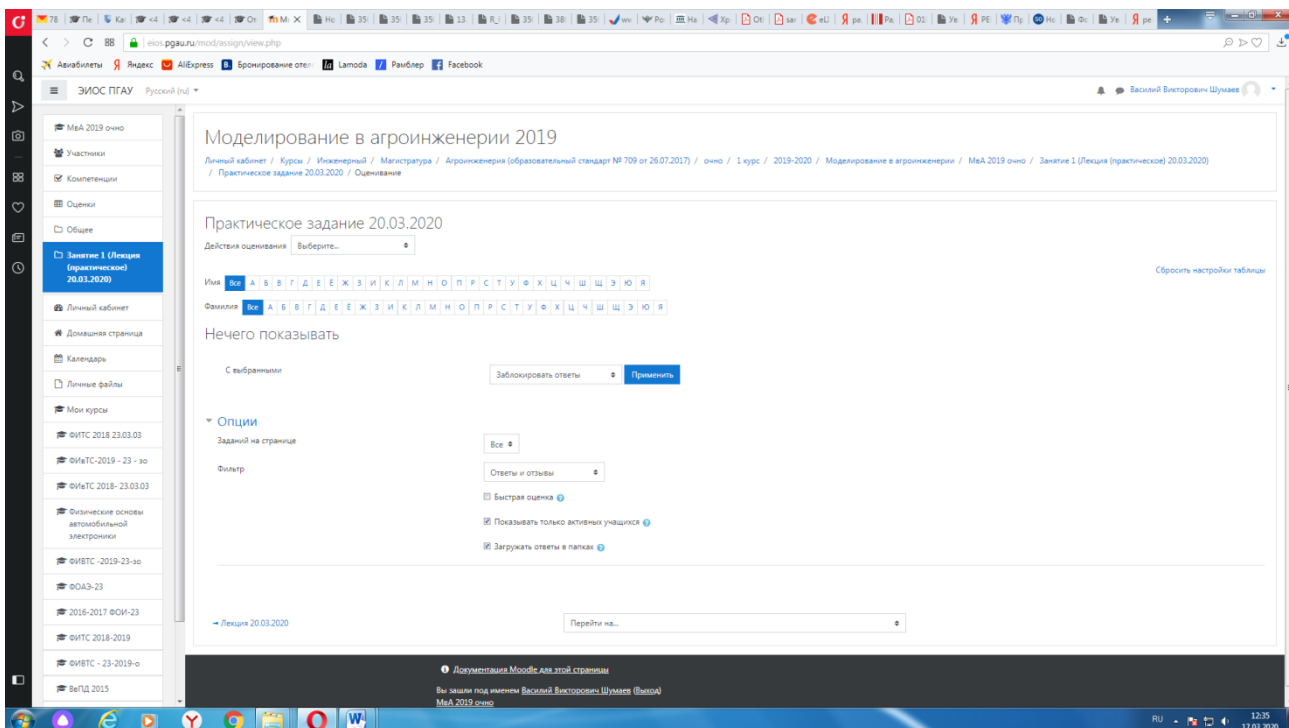 eios.pgau.ru/mod/assign/view.php
Авиабилеты Яндекс AliExpress Бронирование отел Lamoda Рамблер Facebook
ЭИОС ПГАУ Русский (ru)
Василий Викторович Шумаев
МвА 2019 очно
Участники
Компетенции
Оценки
Общее
Занятие 1 (Лекция
(практическое)
20.03.2020)
Личный кабинет
Домашняя страница
Календарь
Личные файлы
Мои курсы
ФИТС 2018 23.03.03
ФИвТС-2019 - 23 - зо
ФИвТС 2018- 23.03.03
Физические основы
автомобильной
электроники
ФИВТС -2019-23-зо
ФОАЭ-23
2016-2017 ФОИ-23
ФИТС 2018-2019
ФИВТС - 23-2019-о
ВеПД 2015
Моделирование в агроинженерии 2019
Личный кабинет / Курсы / Инженерный / Магистратура / Агроинженерия (образовательный стандарт № 709 от 26.07.2017) / очно / 1 курс / 2019-2020 / Моделирование в агроинженерии / МвА 2019 очно / Занятие 1 (Лекция (практическое) 20.03.2020)
/ Практическое задание 20.03.2020 / Оценивание
Практическое задание 20.03.2020
Действия оценивания Выберите...
Сбросить настройки таблицы
Имя Все А Б В Г Д Е Ё Ж З И К Л М Н О П Р С Т У Ф Х Ц Ч Ш Щ Э Ю Я
Фамилия Все А Б В Г Д Е Ё Ж З И К Л М Н О П Р С Т У Ф Х Ц Ч Ш Щ Э Ю Я
Нечего показывать
С выбранными Заблокировать ответы Применить
Опции
Заданий на странице Все
Фильтр Ответы и отзывы
Быстрая оценка
Показывать только активных учащихся
Загружать ответы в папках
→ Лекция 20.03.2020 Перейти на...
Документация Moodle для этой страницы
Вы зашли под именем Василий Викторович Шумаев (Выход)
МвА 2019 очно
RU 12:35
17.03.2020